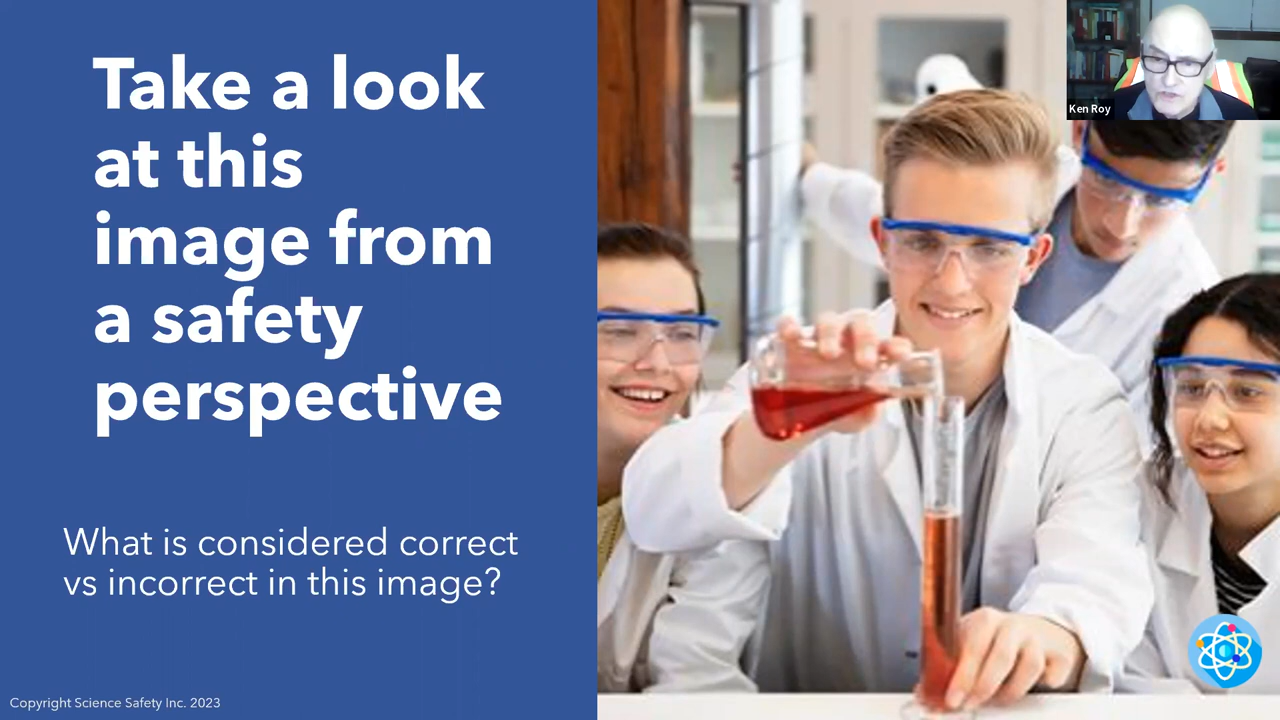 Take a look
at this
image from
a safety
perspective
What is considered correct
vs incorrect in this image?
Copyright Science Safety Inc. 2023
Ken Roy